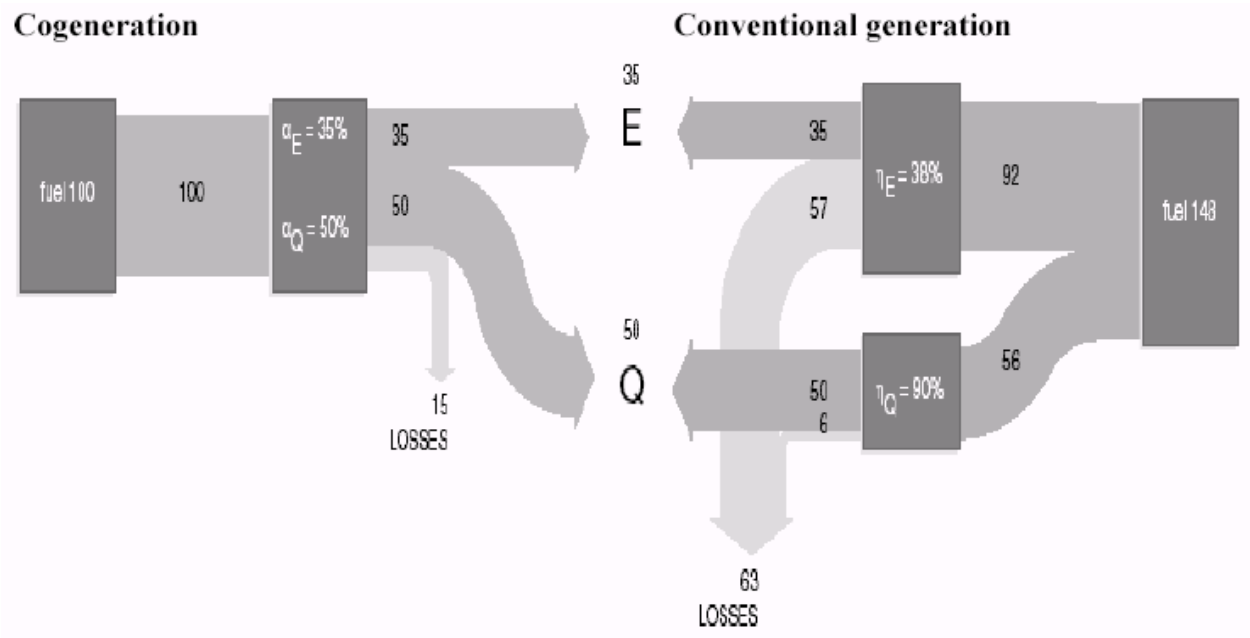 Cogeneration
Conventional generation
35
E
fuel 100
100
αE = 35%
αQ = 50%
35
50
15
LOSSES
50
Q
35
57
ηE = 38%
92
fuel 148
50
6
ηQ = 90%
56
63
LOSSES